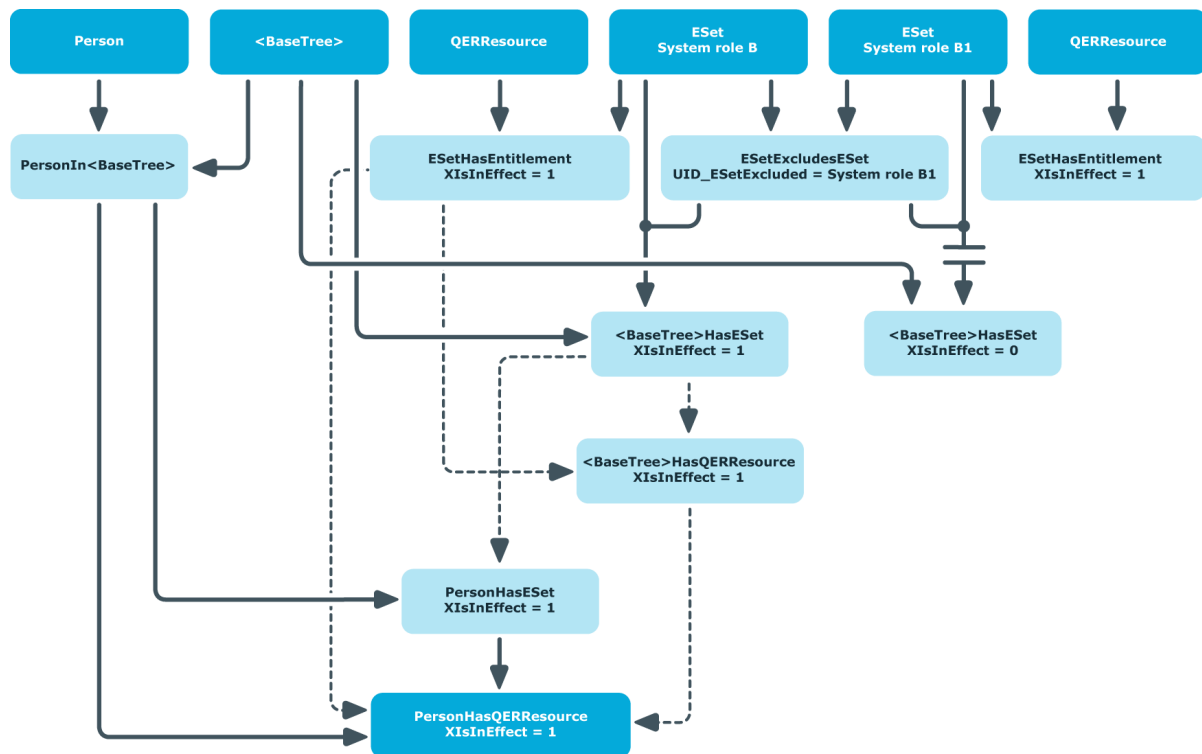 Person
<BaseTree>
QERResource
ESet
System role B
ESet
System role B1
QERResource
PersonIn<BaseTree>
ESetHasEntitlement
XIsInEffect = 1
ESetExcludesESet
UID_ESetExcluded = System role B1
ESetHasEntitlement
XIsInEffect = 1
<BaseTree>HasESet
XIsInEffect = 1
<BaseTree>HasESet
XIsInEffect = 0
<BaseTree>HasQERResource
XIsInEffect = 1
PersonHasESet
XIsInEffect = 1
PersonHasQERResource
XIsInEffect = 1